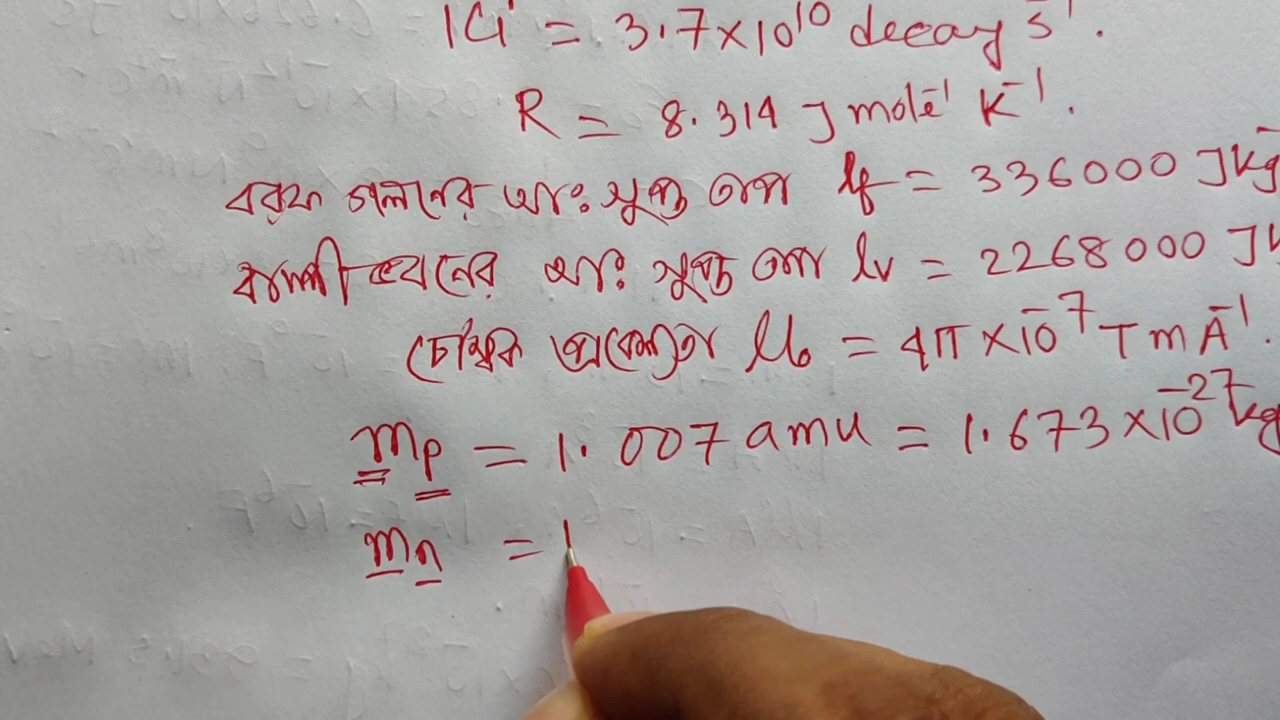 1Ci = 3.7×10¹⁰ decay s⁻¹.
R = 8.314 J mole⁻¹ K⁻¹.
বরফ গলনের আঃ সুপ্ত তাপ lf = 336000 J kg⁻
আঃ সুপ্ত তাপ lv = 2268000 J k
চৌম্বক প্রবেশ্যতা μ₀ = 4π×10⁻⁷ T m A⁻¹.
mp = 1.007 amu = 1.673×10⁻²⁷ kg
mn = 1